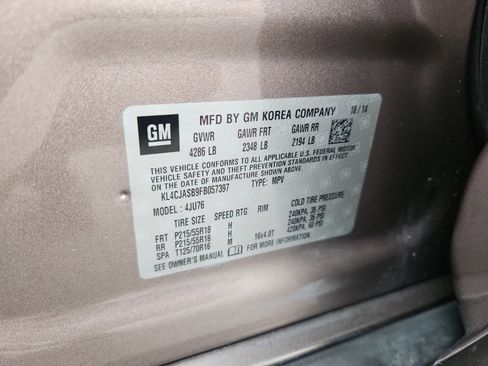 GM
MFD BY GM KOREA COMPANY 10 / 14
GVWR GAWR FRT GAWR RR
4286 LB 2348 LB 2194 LB
THIS VEHICLE CONFORMS TO ALL APPLICABLE U.S. FEDERAL MOTOR
VEHICLE SAFETY AND THEFT PREVENTION STANDARDS IN EFFECT
ON THE DATE OF MANUFACTURE SHOWN ABOVE.
KL4CJASB9FB057397 TYPE: MPV
MODEL : 4JU76
TIRE SIZE SPEED RTG RIM COLD TIRE PRESSURE
FRT P215/55R18 H 240KPA, 35 PSI
RR P215/55R18 H 240KPA, 35 PSI
SPA T125/70R16 M 16x4.0T 420KPA, 60 PSI
SEE OWNER'S MANUAL FOR MORE INFORMATION.